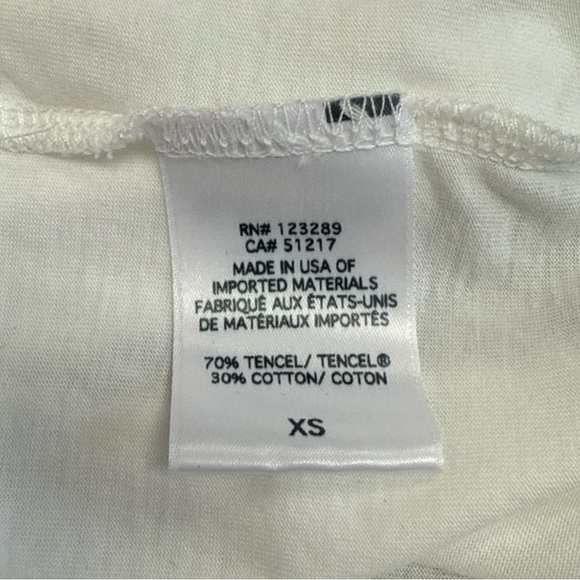 RN# 123289
CA# 51217
MADE IN USA OF
IMPORTED MATERIALS
FABRIQUÉ AUX ÉTATS-UNIS
DE MATÉRIAUX IMPORTÉS
70% TENCEL/ TENCEL®
30% COTTON/ COTON
XS